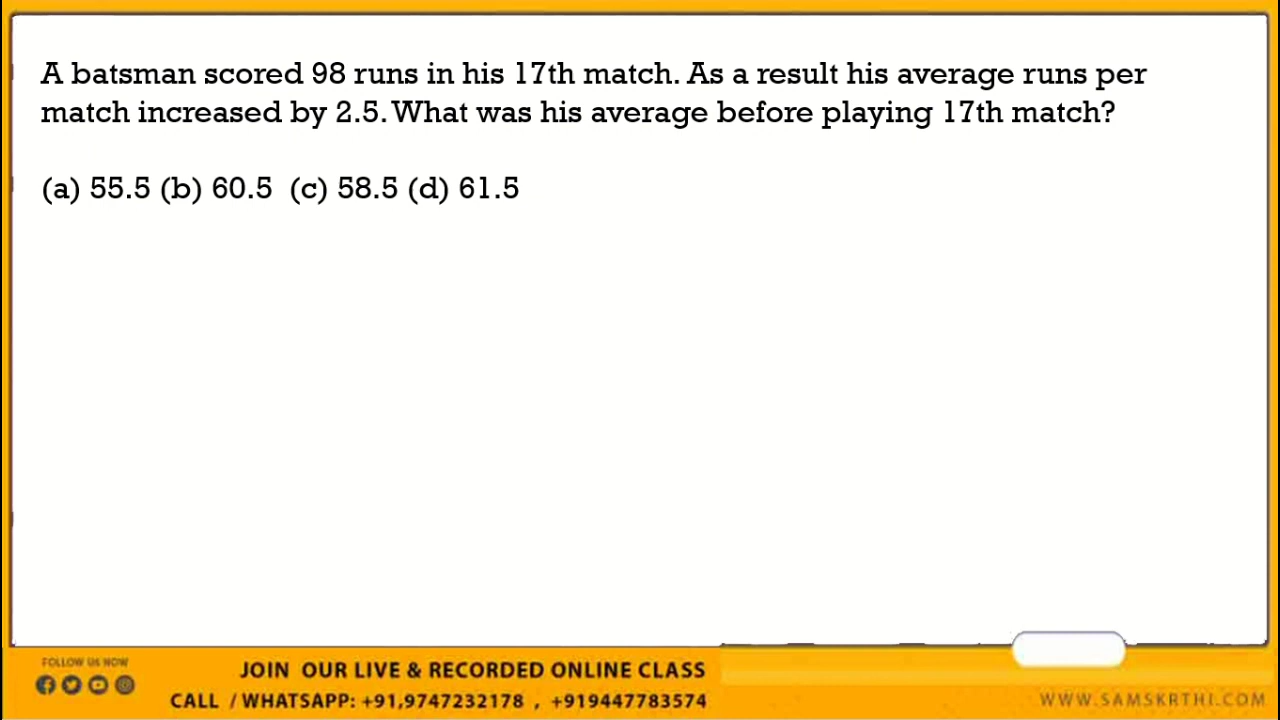 A batsman scored 98 runs in his 17th match. As a result his average runs per
match increased by 2.5. What was his average before playing 17th match?
(a) 55.5 (b) 60.5 (c) 58.5 (d) 61.5
FOLLOW US NOW
JOIN OUR LIVE & RECORDED ONLINE CLASS
CALL / WHATSAPP: +91,9747232178 , +919447783574
WWW.SAMSKRTHI.COM